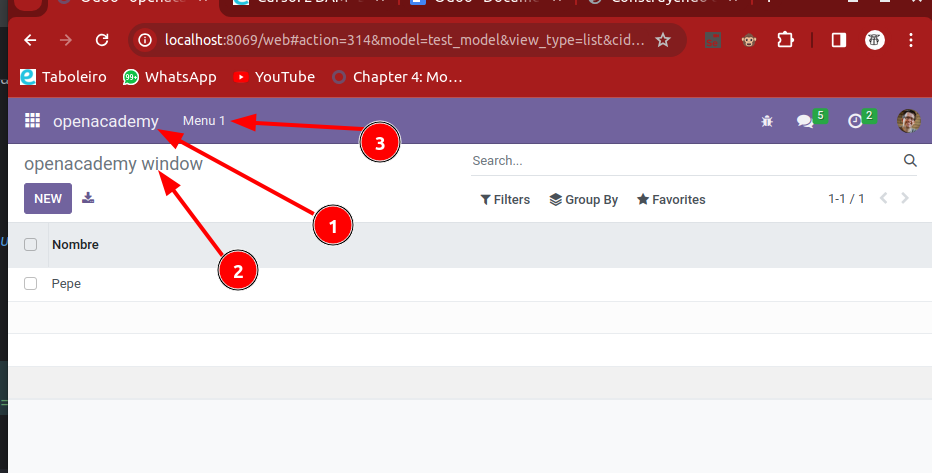 localhost:8069/web#action=314&model=test_model&view_type=list&cid...
Taboleiro
99+
WhatsApp
YouTube
Chapter 4: Mo...
openacademy
Menu 1
5
2
3
openacademy window
Search...
NEW
Filters
Group By
Favorites
1-1 / 1
1
2
Nombre
Pepe